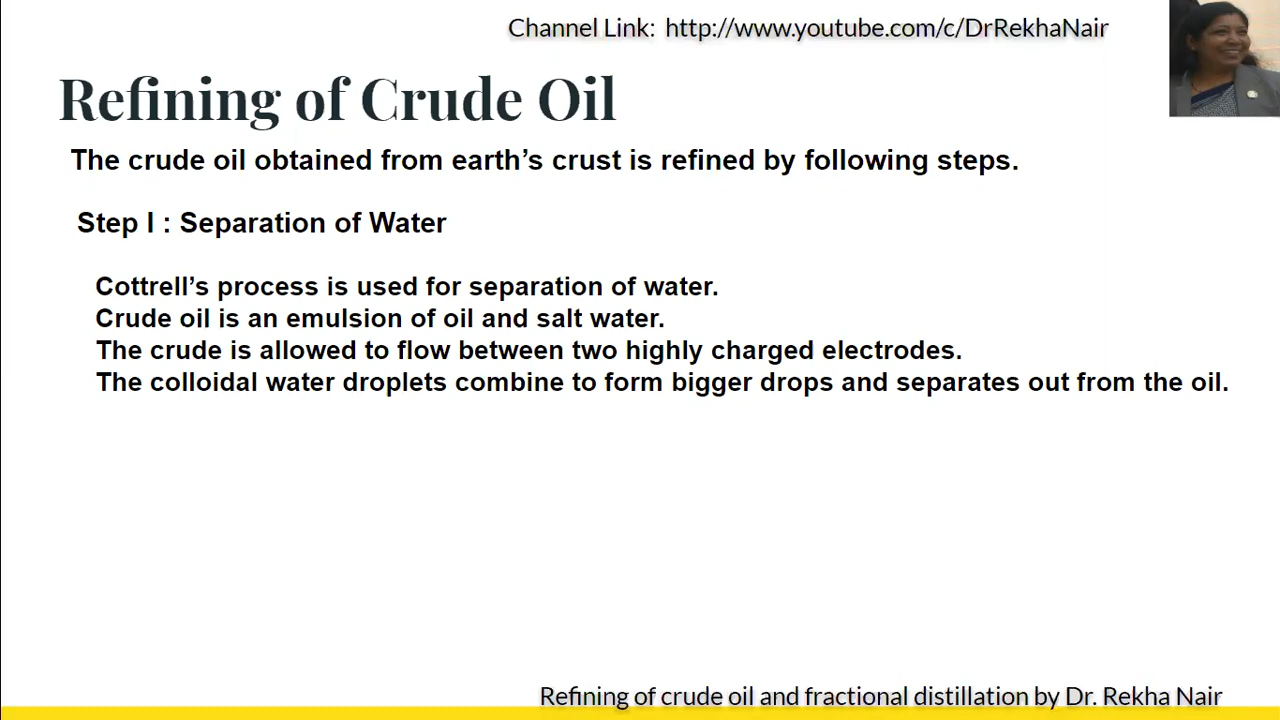 Channel Link: http://www.youtube.com/c/DrRekhaNair
Refining of Crude Oil
The crude oil obtained from earth’s crust is refined by following steps.
Step I : Separation of Water
Cottrell’s process is used for separation of water.
Crude oil is an emulsion of oil and salt water.
The crude is allowed to flow between two highly charged electrodes.
The colloidal water droplets combine to form bigger drops and separates out from the oil.
Refining of crude oil and fractional distillation by Dr. Rekha Nair